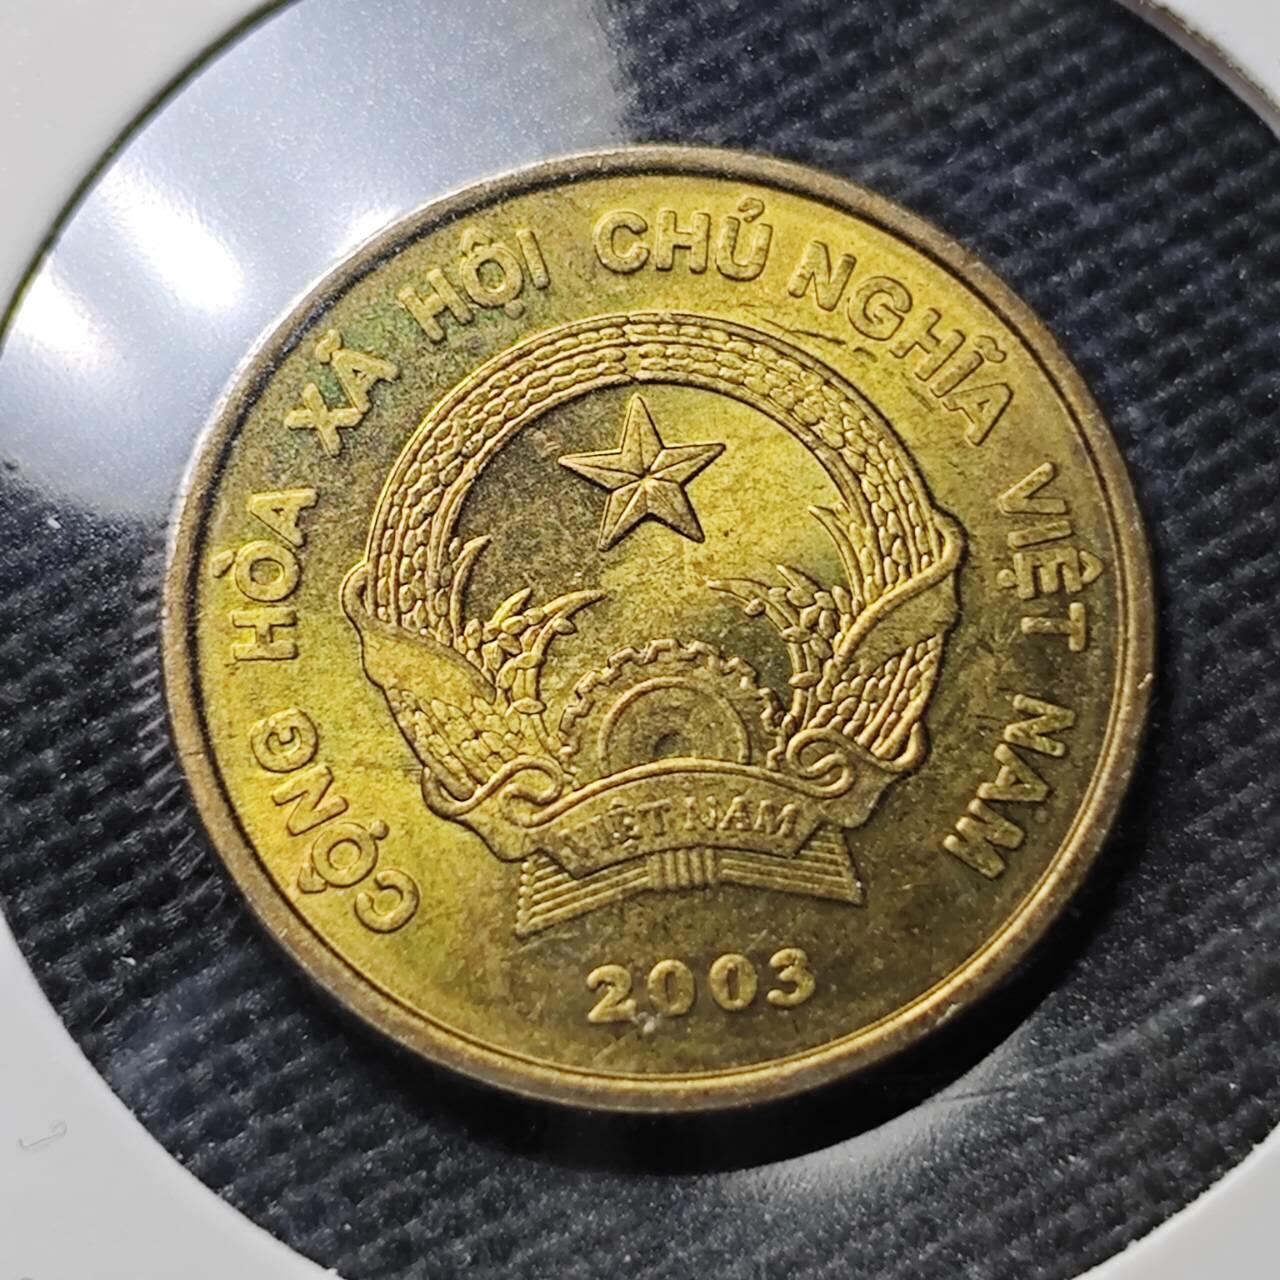 CỘNG HÒA XÃ HỘI CHỦ NGHĨA VIỆT NAM
VIỆT NAM
2003